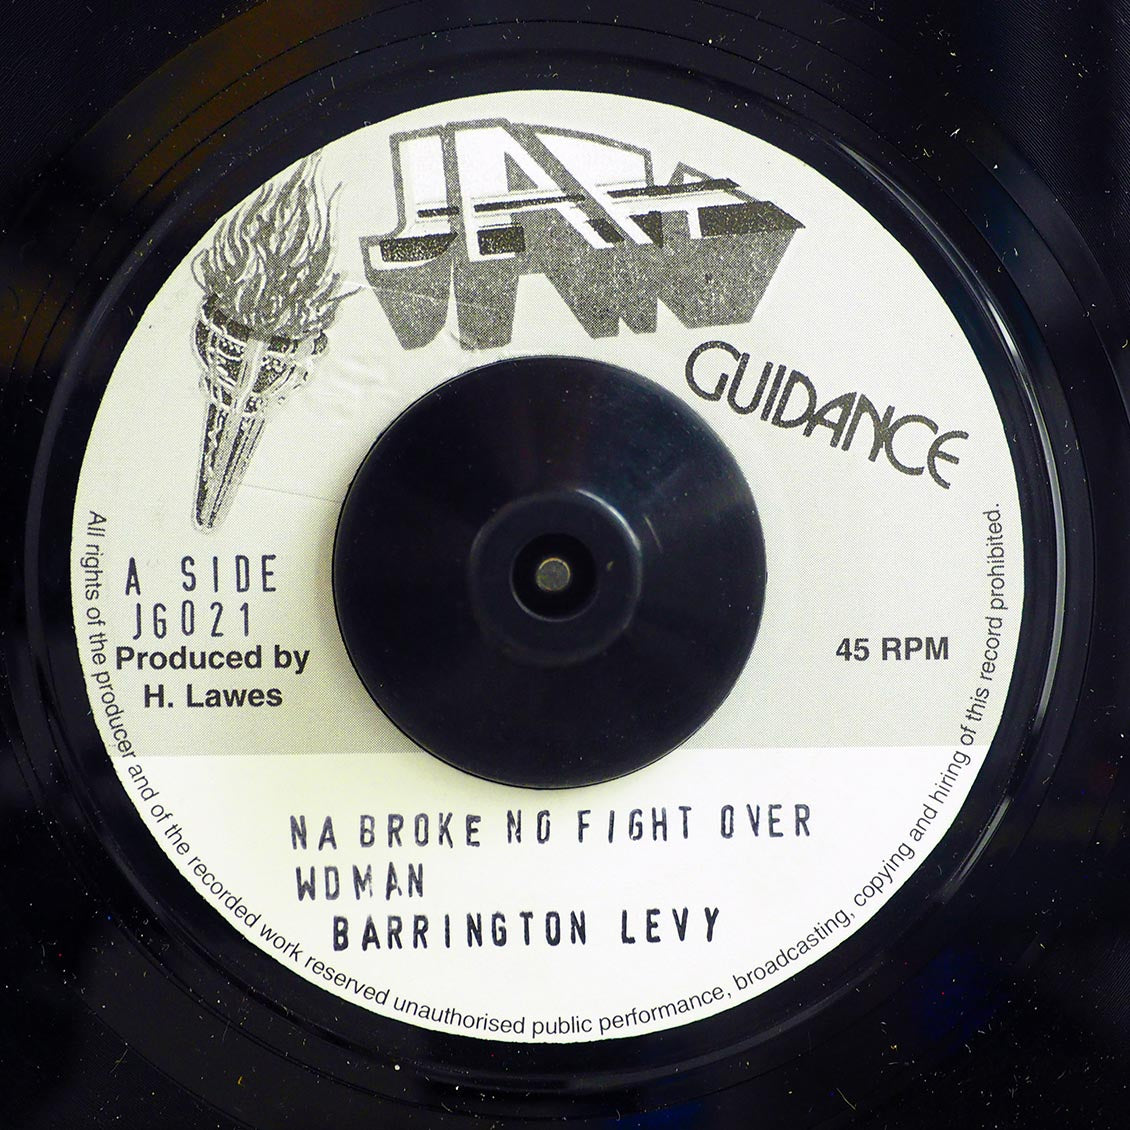 JAH
GUIDANCE
A SIDE
JG021
Produced by
H. Lawes
45 RPM
NA BROKE NO FIGHT OVER
WOMAN
BARRINGTON LEVY
All rights of the producer and of the recorded work reserved unauthorised public performance, broadcasting, copying and hiring of this record prohibited.